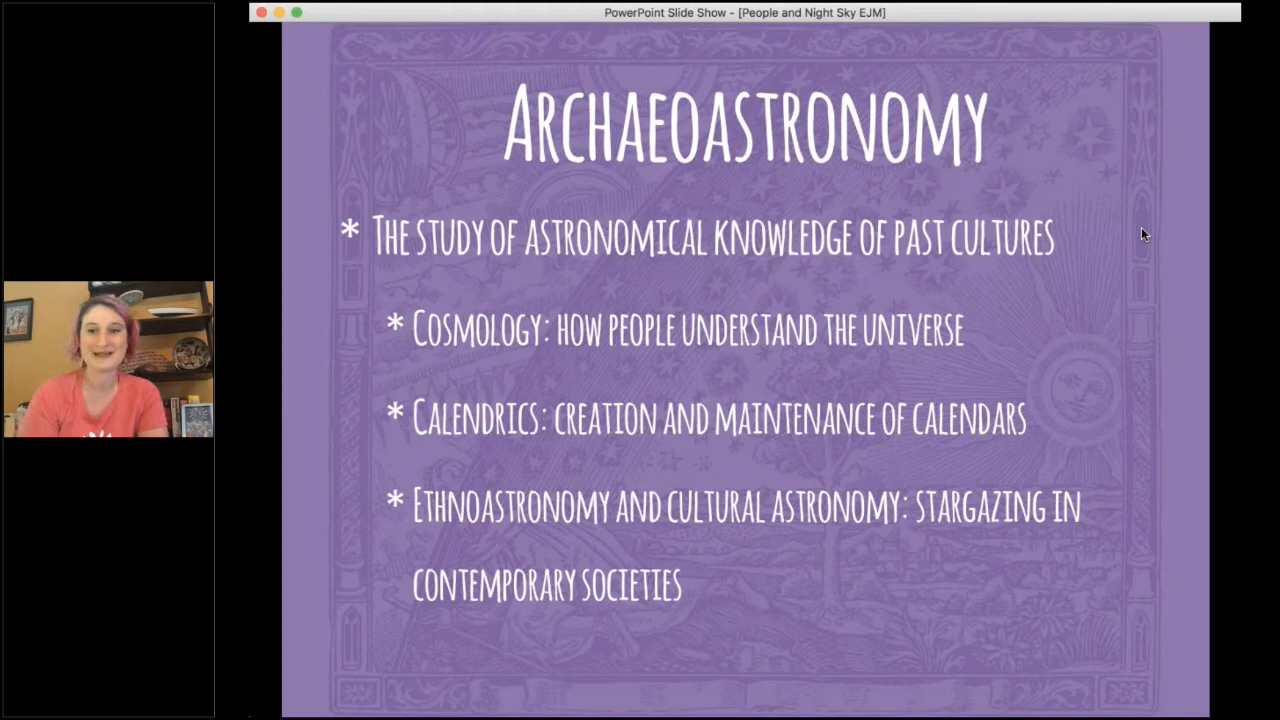 PowerPoint Slide Show - [People and Night Sky EJM]
Archaeoastronomy
* The study of astronomical knowledge of past cultures
* Cosmology: how people understand the universe
* Calendrics: creation and maintenance of calendars
* Ethnoastronomy and cultural astronomy: stargazing in
contemporary societies